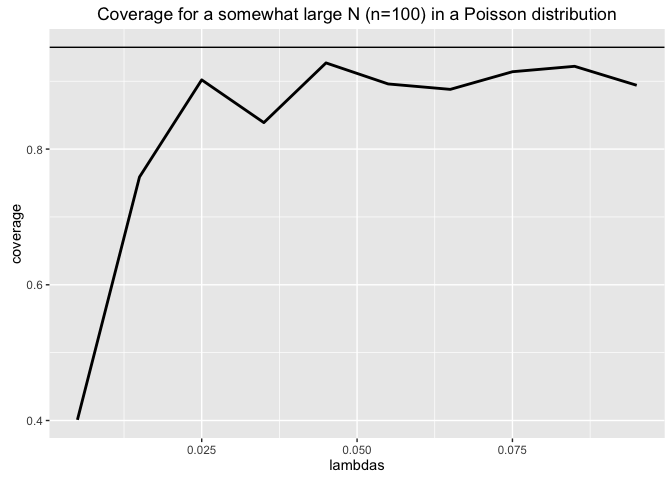 Coverage for a somewhat large N (n=100) in a Poisson distribution
coverage
0.8
0.6
0.4
0.025
0.050
0.075
lambdas